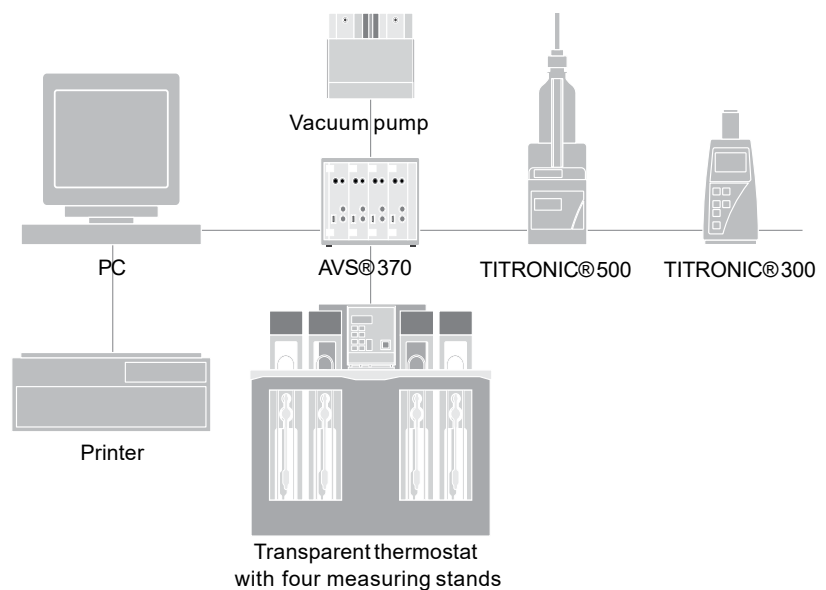 Vacuum pump
PC
AVS® 370
TITRONIC® 500
TITRONIC® 300
Printer
Transparent thermostat
with four measuring stands